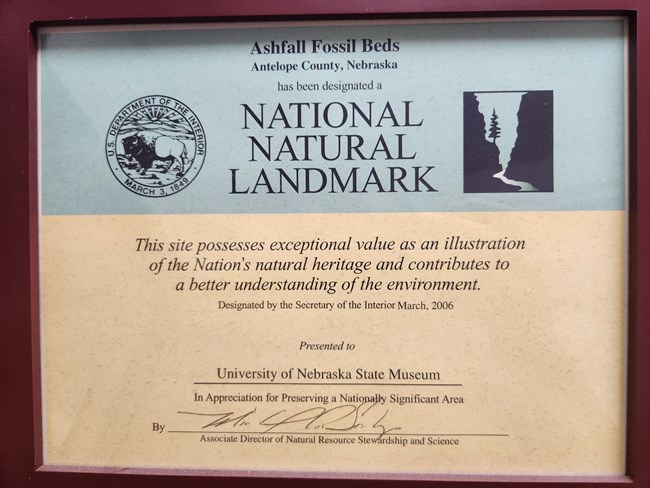 Ashfall Fossil Beds
Antelope County, Nebraska
has been designated a
NATIONAL
NATURAL
LANDMARK
U.S. DEPARTMENT OF THE INTERIOR
MARCH 3, 1849
This site possesses exceptional value as an illustration
of the Nation's natural heritage and contributes to
a better understanding of the environment.
Designated by the Secretary of the Interior March, 2006
Presented to
University of Nebraska State Museum
In Appreciation for Preserving a Nationally Significant Area
By
Associate Director of Natural Resource Stewardship and Science